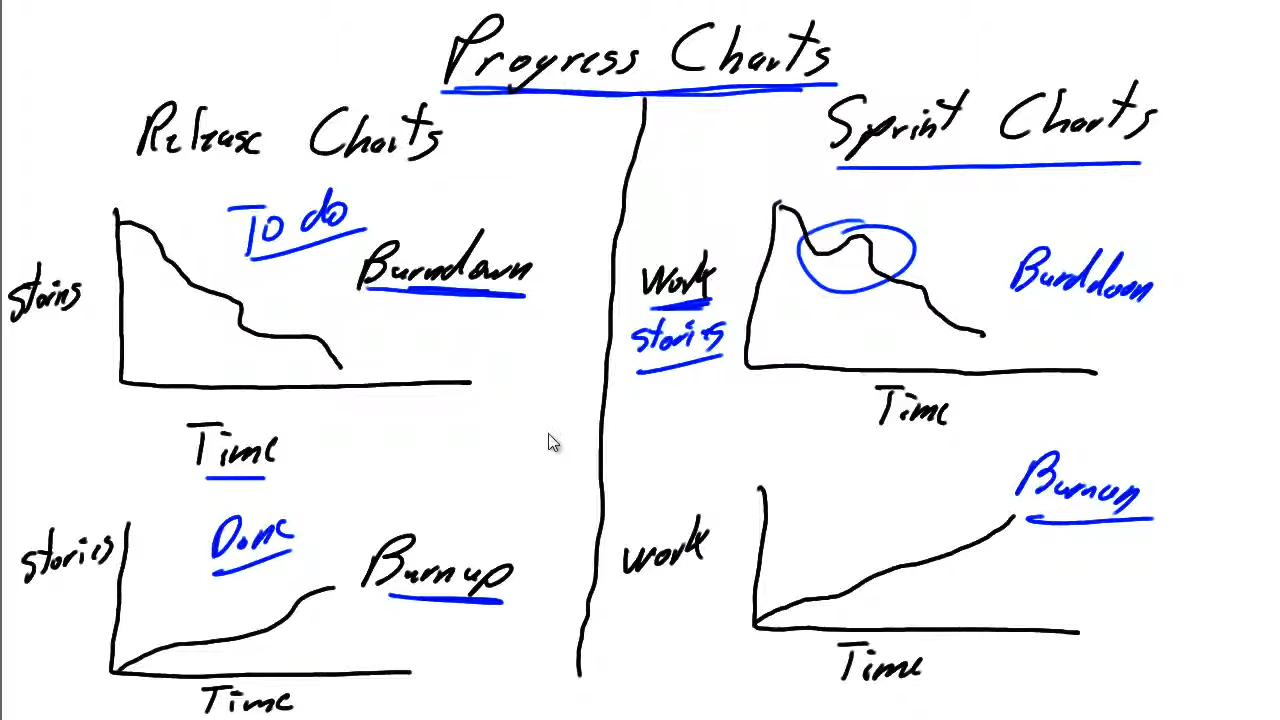 Progress Charts
Release Charts
To do
Burndown
stories
Time
stories
Done
Burnup
Time
Sprint Charts
Work
stories
Burddown
Time
Work
Burnup
Time